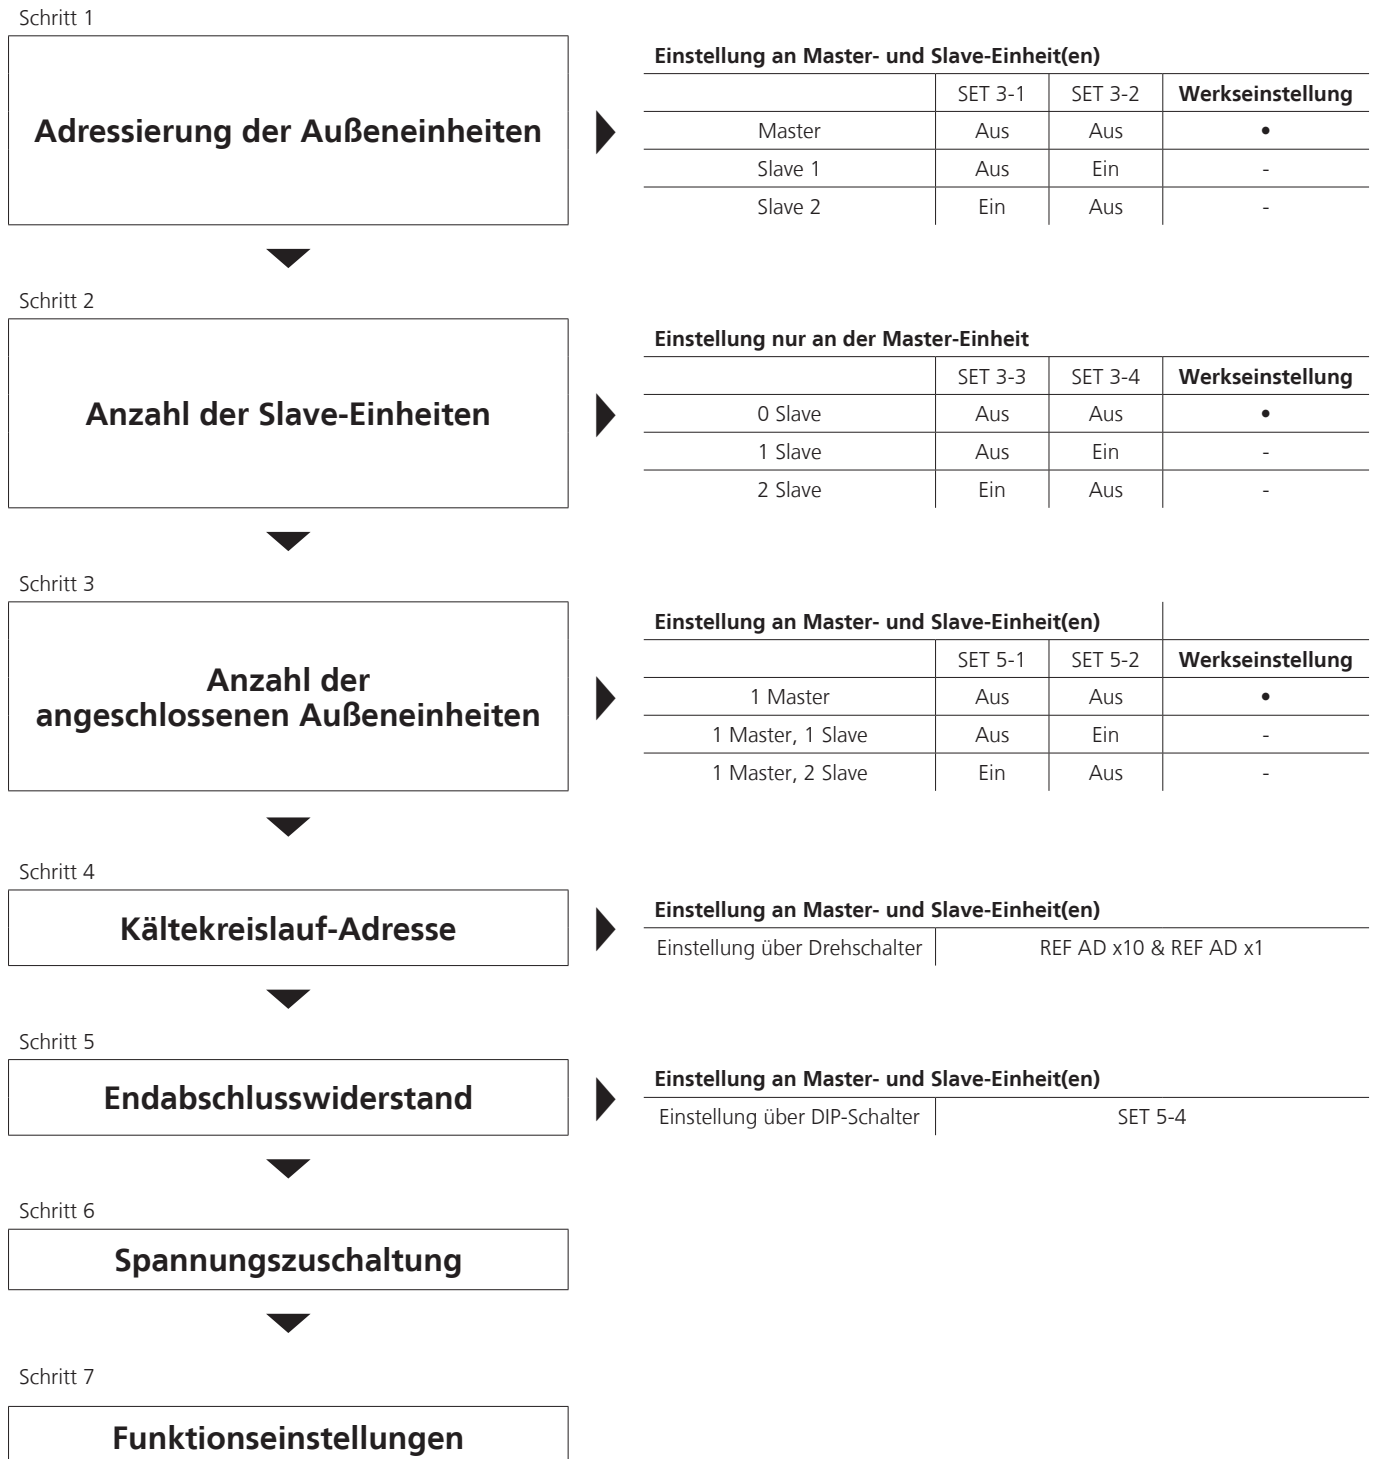 Schritt 1
Adressierung der Außeneinheiten
Einstellung an Master- und Slave-Einheit(en)
SET 3-1 SET 3-2 Werkseinstellung
Master Aus Aus •
Slave 1 Aus Ein -
Slave 2 Ein Aus -
Schritt 2
Anzahl der Slave-Einheiten
Einstellung nur an der Master-Einheit
SET 3-3 SET 3-4 Werkseinstellung
0 Slave Aus Aus •
1 Slave Aus Ein -
2 Slave Ein Aus -
Schritt 3
Anzahl der
angeschlossenen Außeneinheiten
Einstellung an Master- und Slave-Einheit(en)
SET 5-1 SET 5-2 Werkseinstellung
1 Master Aus Aus •
1 Master, 1 Slave Aus Ein -
1 Master, 2 Slave Ein Aus -
Schritt 4
Kältekreislauf-Adresse
Einstellung an Master- und Slave-Einheit(en)
Einstellung über Drehschalter REF AD x10 & REF AD x1
Schritt 5
Endabschlusswiderstand
Einstellung an Master- und Slave-Einheit(en)
Einstellung über DIP-Schalter SET 5-4
Schritt 6
Spannungszuschaltung
Schritt 7
Funktionseinstellungen